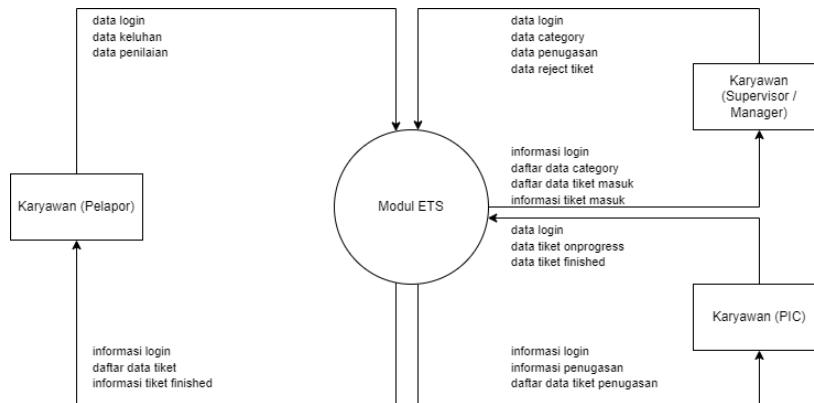 data login
data keluhan
data penilaian
data login
data category
data penugasan
data reject tiket
Karyawan
(Supervisor /
Manager)
informasi login
daftar data category
daftar data tiket masuk
informasi tiket masuk
Karyawan (Pelapor)
Modul ETS
data login
data tiket onprogress
data tiket finished
Karyawan (PIC)
informasi login
daftar data tiket
informasi tiket finished
informasi login
informasi penugasan
daftar data tiket penugasan